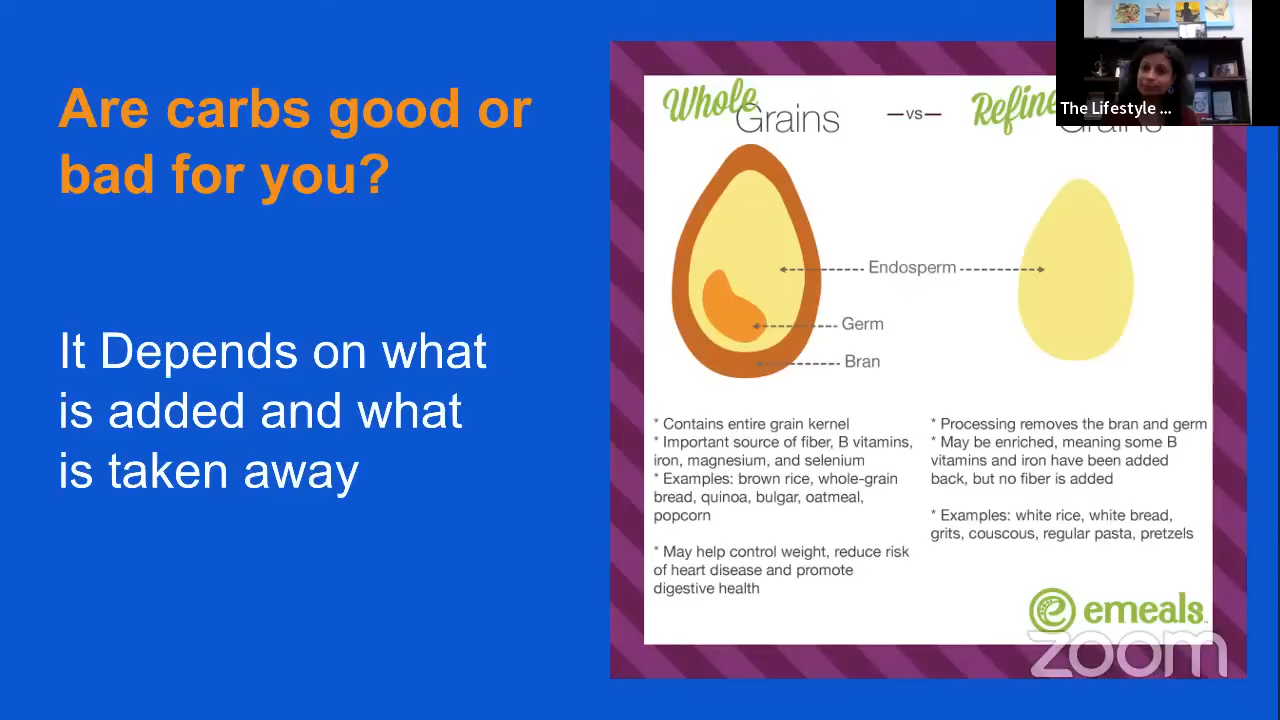 Are carbs good or
bad for you?
It Depends on what
is added and what
is taken away
Whole Grains
vs
Refine
Grains
The Lifestyle ...
Endosperm
Germ
Bran
* Contains entire grain kernel
* Important source of fiber, B vitamins,
iron, magnesium, and selenium
* Examples: brown rice, whole-grain
bread, quinoa, bulgar, oatmeal,
popcorn
* May help control weight, reduce risk
of heart disease and promote
digestive health
* Processing removes the bran and germ
* May be enriched, meaning some B
vitamins and iron have been added
back, but no fiber is added
* Examples: white rice, white bread,
grits, couscous, regular pasta, pretzels
emeals
zoom